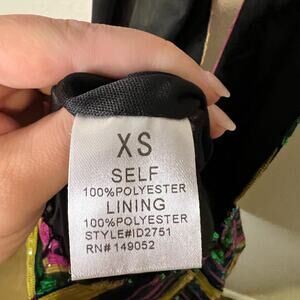 XS
SELF
100%POLYESTER
LINING
100%POLYESTER
STYLE#ID2751
RN#149052